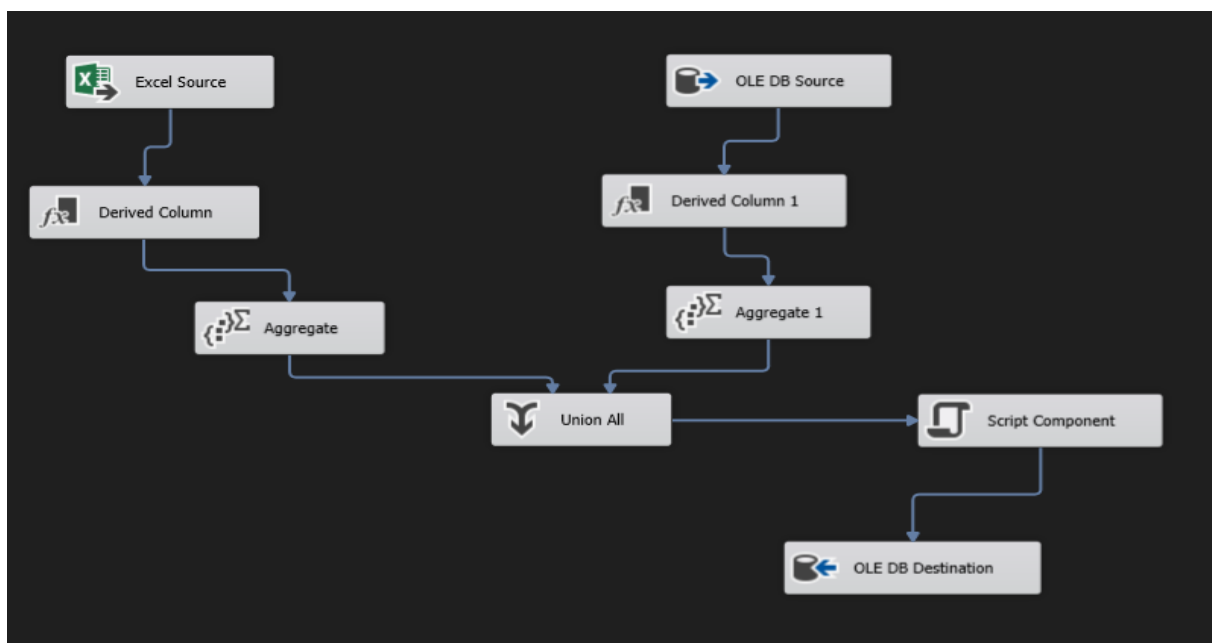 Excel Source
OLE DB Source
Derived Column
Derived Column 1
Aggregate
Aggregate 1
Union All
Script Component
OLE DB Destination